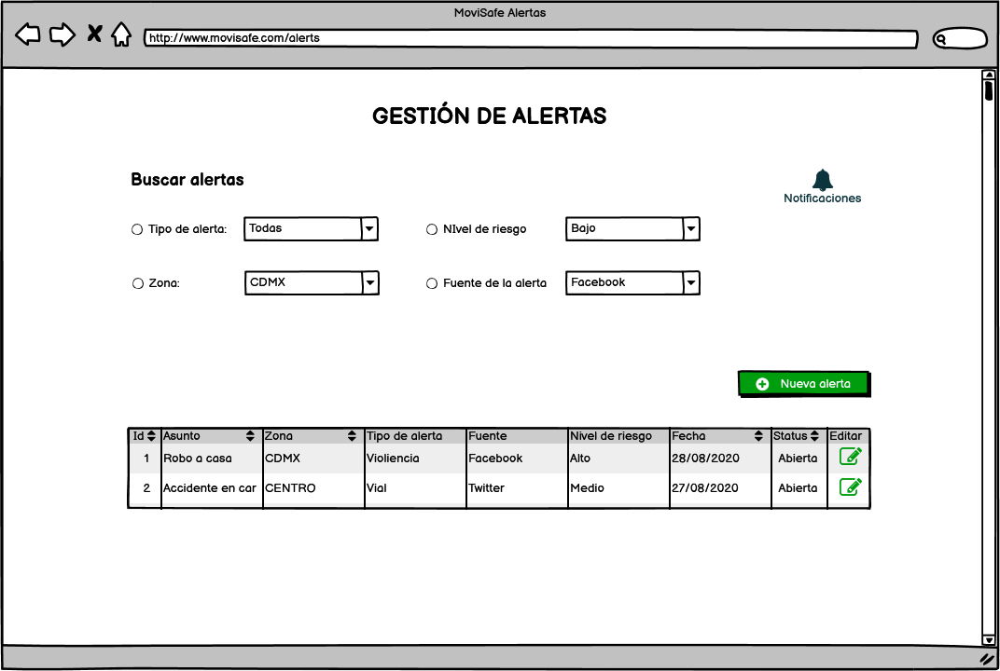 MoviSafe Alertas
http://www.movisafe.com/alerts
GESTIÓN DE ALERTAS
Buscar alertas
Notificaciones
Tipo de alerta: Todas NIvel de riesgo Bajo
Zona: CDMX Fuente de la alerta Facebook
Nueva alerta
Id Asunto Zona Tipo de alerta Fuente Nivel de riesgo Fecha Status Editar
1 Robo a casa CDMX Violiencia Facebook Alto 28/08/2020 Abierta
2 Accidente en car CENTRO Vial Twitter Medio 27/08/2020 Abierta